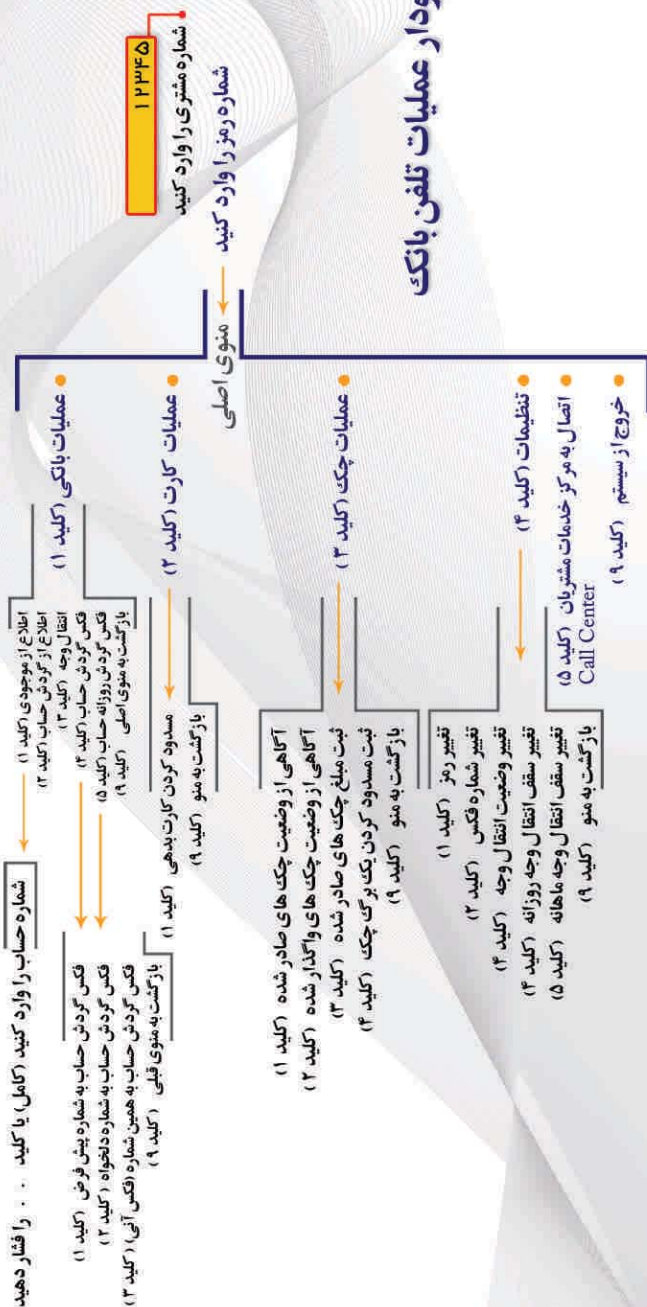 ودار عملیات تلفن بانک
۱۲۳۴۵
شماره مشتری را وارد کنید
شماره رمز را وارد کنید
منوی اصلی
عملیات بانکی (کلید ۱)
اطلاع از موجودی (کلید ۱)
اطلاع از گردش حساب (کلید ۲)
انتقال وجه (کلید ۳)
فکس گردش حساب (کلید ۴)
فکس گردش روزانه حساب (کلید ۵)
بازگشت به منوی اصلی (کلید ۹)
شماره حساب را وارد کنید (کامل) یا کلید . . را فشار دهید
فکس گردش حساب به شماره پیش فرض (کلید ۱)
فکس گردش حساب به شماره دلخواه (کلید ۲)
فکس گردش حساب به همین شماره (فکس آنی) (کلید ۳)
بازگشت به منوی قبلی (کلید ۹)
عملیات کارت (کلید ۲)
مسدود کردن کارت بدهی (کلید ۱)
بازگشت به منو (کلید ۹)
عملیات چک (کلید ۳)
آگاهی از وضعیت چک های صادر شده (کلید ۱)
آگاهی از وضعیت چک های واگذار شده (کلید ۲)
ثبت مبلغ چک های صادر شده (کلید ۳)
ثبت مسدود کردن یک برگ چک (کلید ۴)
بازگشت به منو (کلید ۹)
تنظیمات (کلید ۴)
تغییر رمز (کلید ۱)
تغییر شماره فکس (کلید ۲)
تغییر وضعیت انتقال وجه (کلید ۴)
تغییر سقف انتقال وجه روزانه (کلید ۴)
تغییر سقف انتقال وجه ماهانه (کلید ۵)
بازگشت به منو (کلید ۹)
اتصال به مرکز خدمات مشتریان (کلید ۵)
Call Center
خروج از سیستم (کلید ۹)